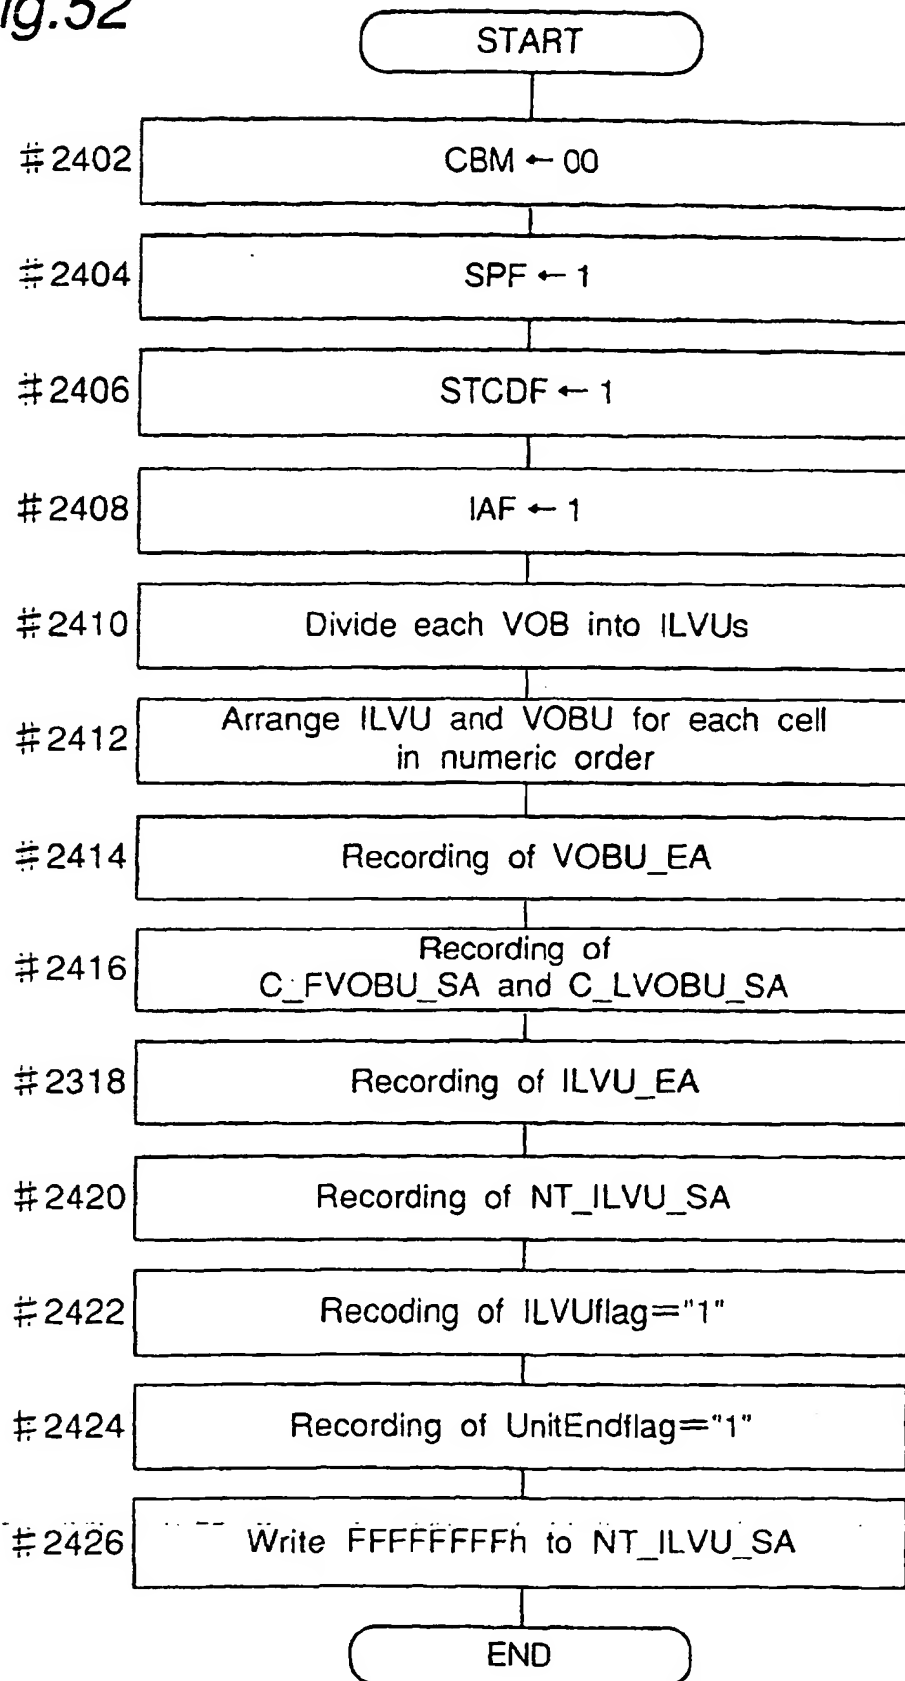 ig.52
START
#2402 CBM ← 00
#2404 SPF ← 1
#2406 STCDF ← 1
#2408 IAF ← 1
#2410 Divide each VOB into ILVUs
#2412 Arrange ILVU and VOBU for each cell
in numeric order
#2414 Recording of VOBU_EA
#2416 Recording of
C_FVOBU_SA and C_LVOBU_SA
#2318 Recording of ILVU_EA
#2420 Recording of NT_ILVU_SA
#2422 Recoding of ILVUflag="1"
#2424 Recording of UnitEndflag="1"
#2426 Write FFFFFFFFh to NT_ILVU_SA
END